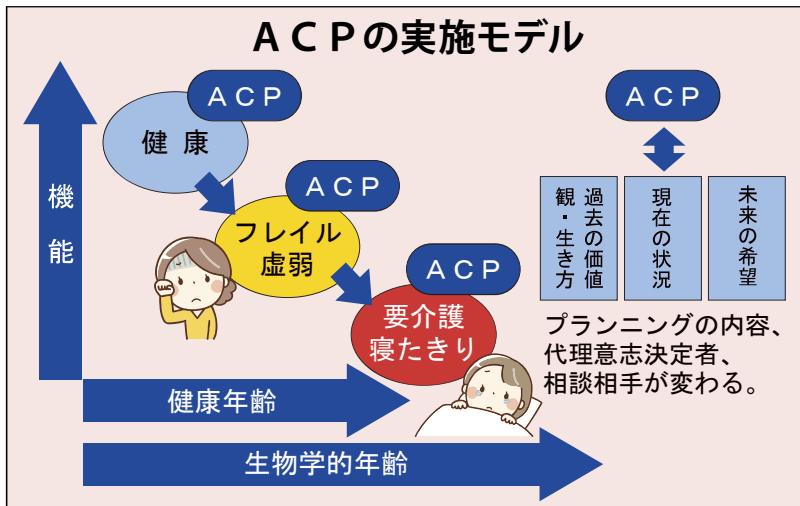 ＡＣＰの実施モデル
ＡＣＰ
健 康
ＡＣＰ
フレイル
虚弱
ＡＣＰ
要介護
寝たきり
機能
健康年齢
生物学的年齢
ＡＣＰ
過去の価値
観・生き方
現在の状況
未来の希望
プランニングの内容、
代理意志決定者、
相談相手が変わる。